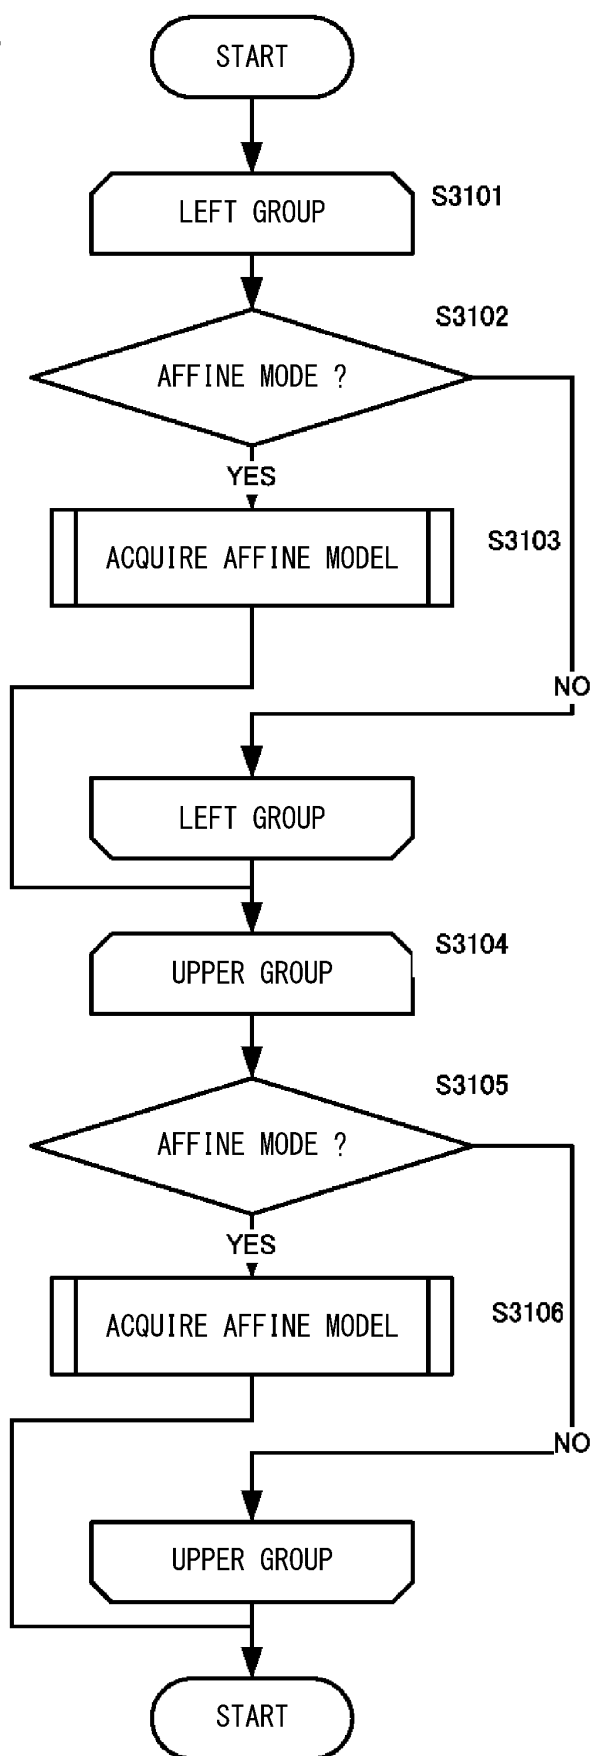 START
LEFT GROUP
S3101
S3102
AFFINE MODE ?
YES
S3103
ACQUIRE AFFINE MODEL
NO
LEFT GROUP
S3104
UPPER GROUP
S3105
AFFINE MODE ?
YES
S3106
ACQUIRE AFFINE MODEL
NO
UPPER GROUP
START